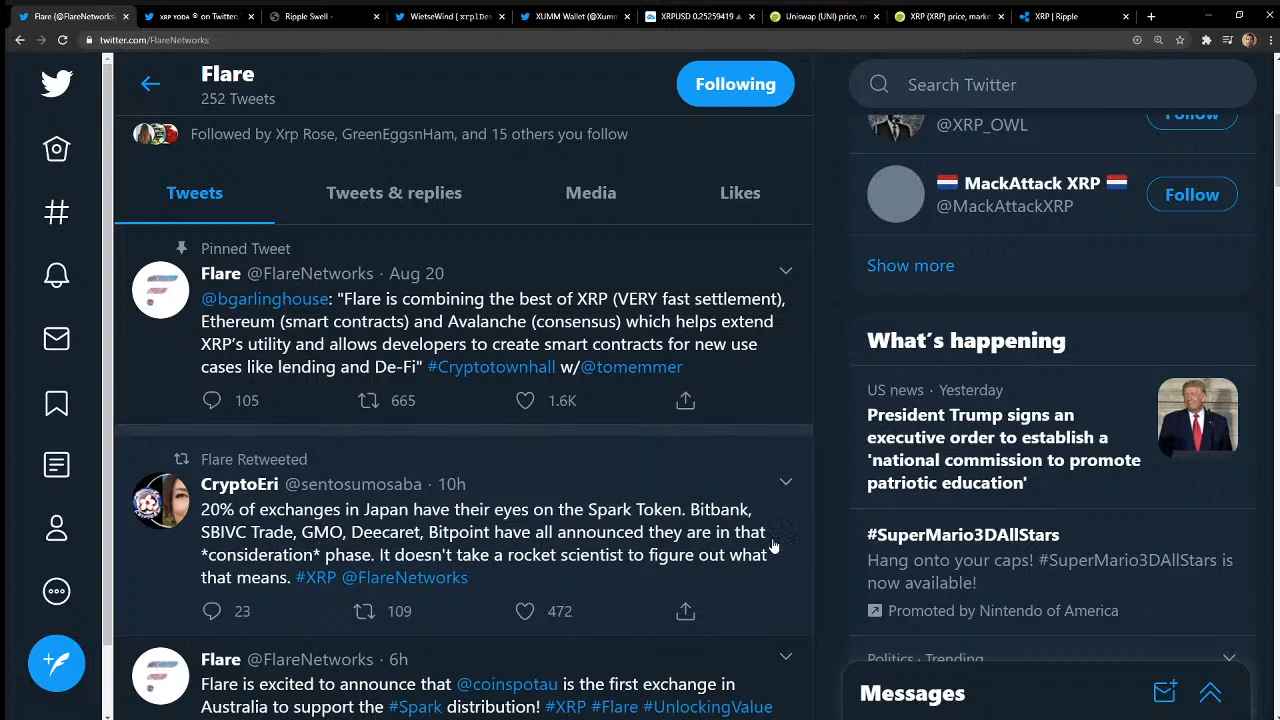 Flare (@FlareNetworks)
XRP YODA ® on Twitter:
Ripple Swell -
WietseWind (
XUMM Wallet (@Xumm
XRPUSD 0.25259419
Uniswap (UNI) price, m
XRP (XRP) price, marke
XRP | Ripple
twitter.com/FlareNetworks
Flare
252 Tweets
Following
Search Twitter
Followed by Xrp Rose, GreenEggsnHam, and 15 others you follow
Tweets
Tweets & replies
Media
Likes
Pinned Tweet
Flare @FlareNetworks · Aug 20
@bgarlinghouse: "Flare is combining the best of XRP (VERY fast settlement),
Ethereum (smart contracts) and Avalanche (consensus) which helps extend
XRP’s utility and allows developers to create smart contracts for new use
cases like lending and De-Fi" #Cryptotownhall w/@tomemmer
105
665
1.6K
Flare Retweeted
CryptoEri @sentosumosaba · 10h
20% of exchanges in Japan have their eyes on the Spark Token. Bitbank,
SBIVC Trade, GMO, Deecaret, Bitpoint have all announced they are in that
*consideration* phase. It doesn't take a rocket scientist to figure out what
that means. #XRP @FlareNetworks
23
109
472
Flare @FlareNetworks · 6h
Flare is excited to announce that @coinspotau is the first exchange in
Australia to support the #Spark distribution! #XRP #Flare #UnlockingValue
Follow
@XRP_OWL
MackAttack XRP
@MackAttackXRP
Follow
Show more
What’s happening
US news · Yesterday
President Trump signs an
executive order to establish a
'national commission to promote
patriotic education'
#SuperMario3DAllStars
Hang onto your caps! #SuperMario3DAllStars is
now available!
Promoted by Nintendo of America
Politics · Trending
Messages